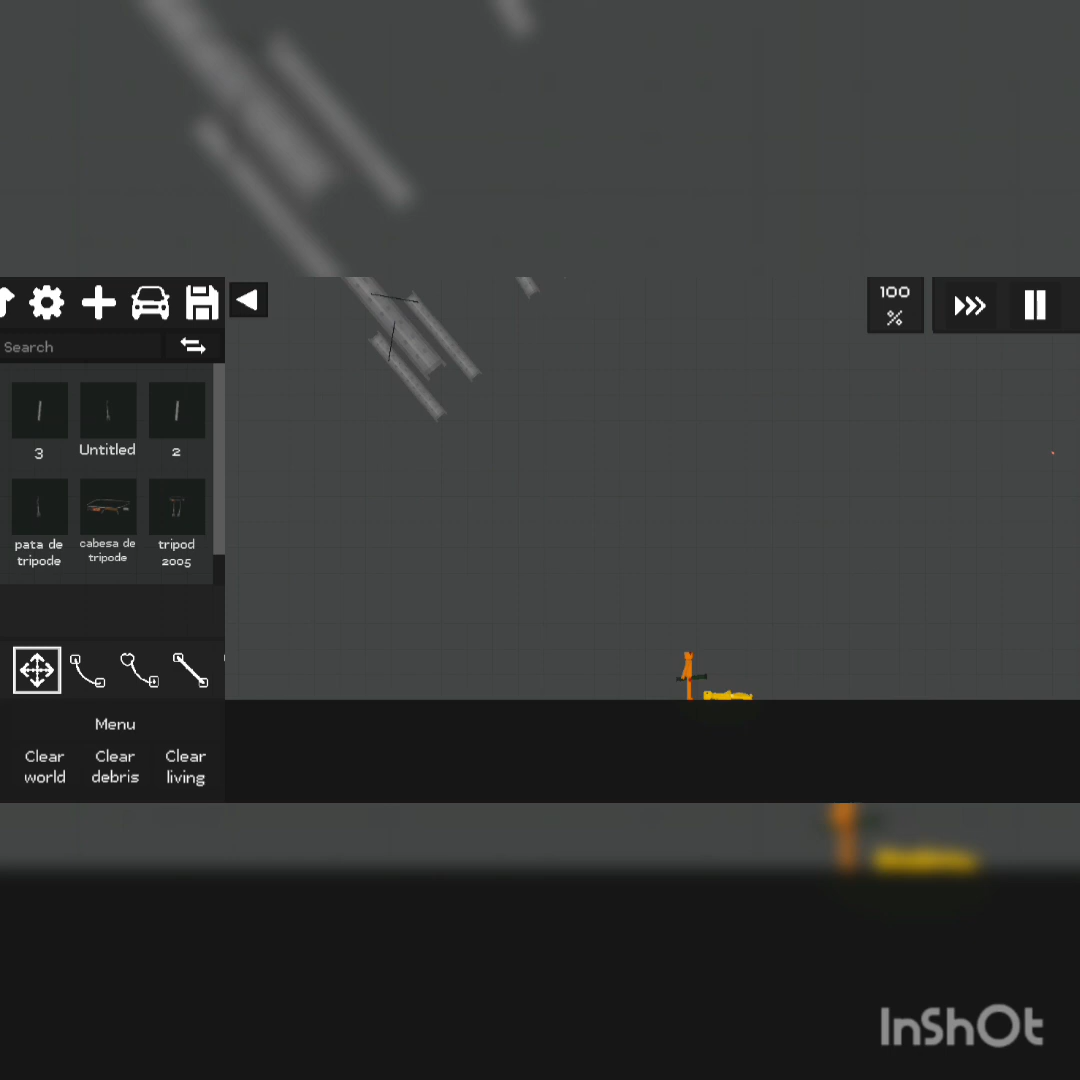 100
%
Search
3
Untitled
2
pata de
tripode
cabesa de
tripode
tripod
2005
Menu
Clear
world
Clear
debris
Clear
living
InShOt